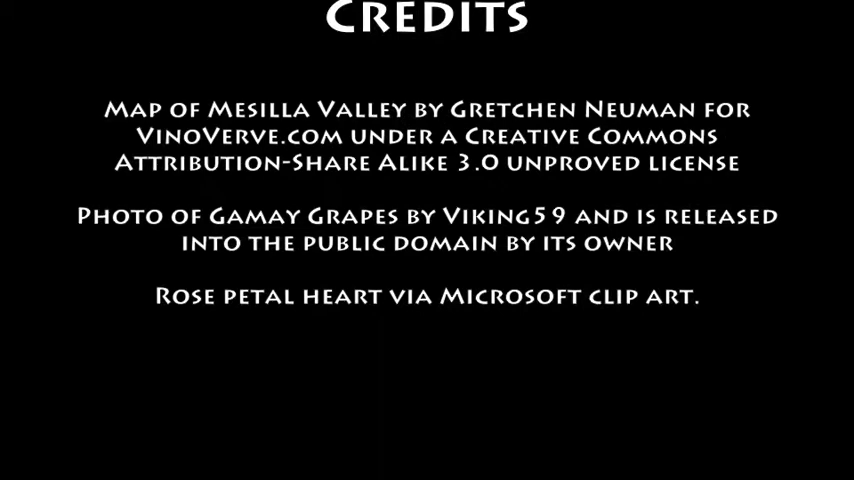 Credits
Map of Mesilla Valley by Gretchen Neuman for
VinoVerve.com under a Creative Commons
Attribution-Share Alike 3.0 unproved license
Photo of Gamay Grapes by Viking59 and is released
into the public domain by its owner
Rose petal heart via Microsoft clip art.